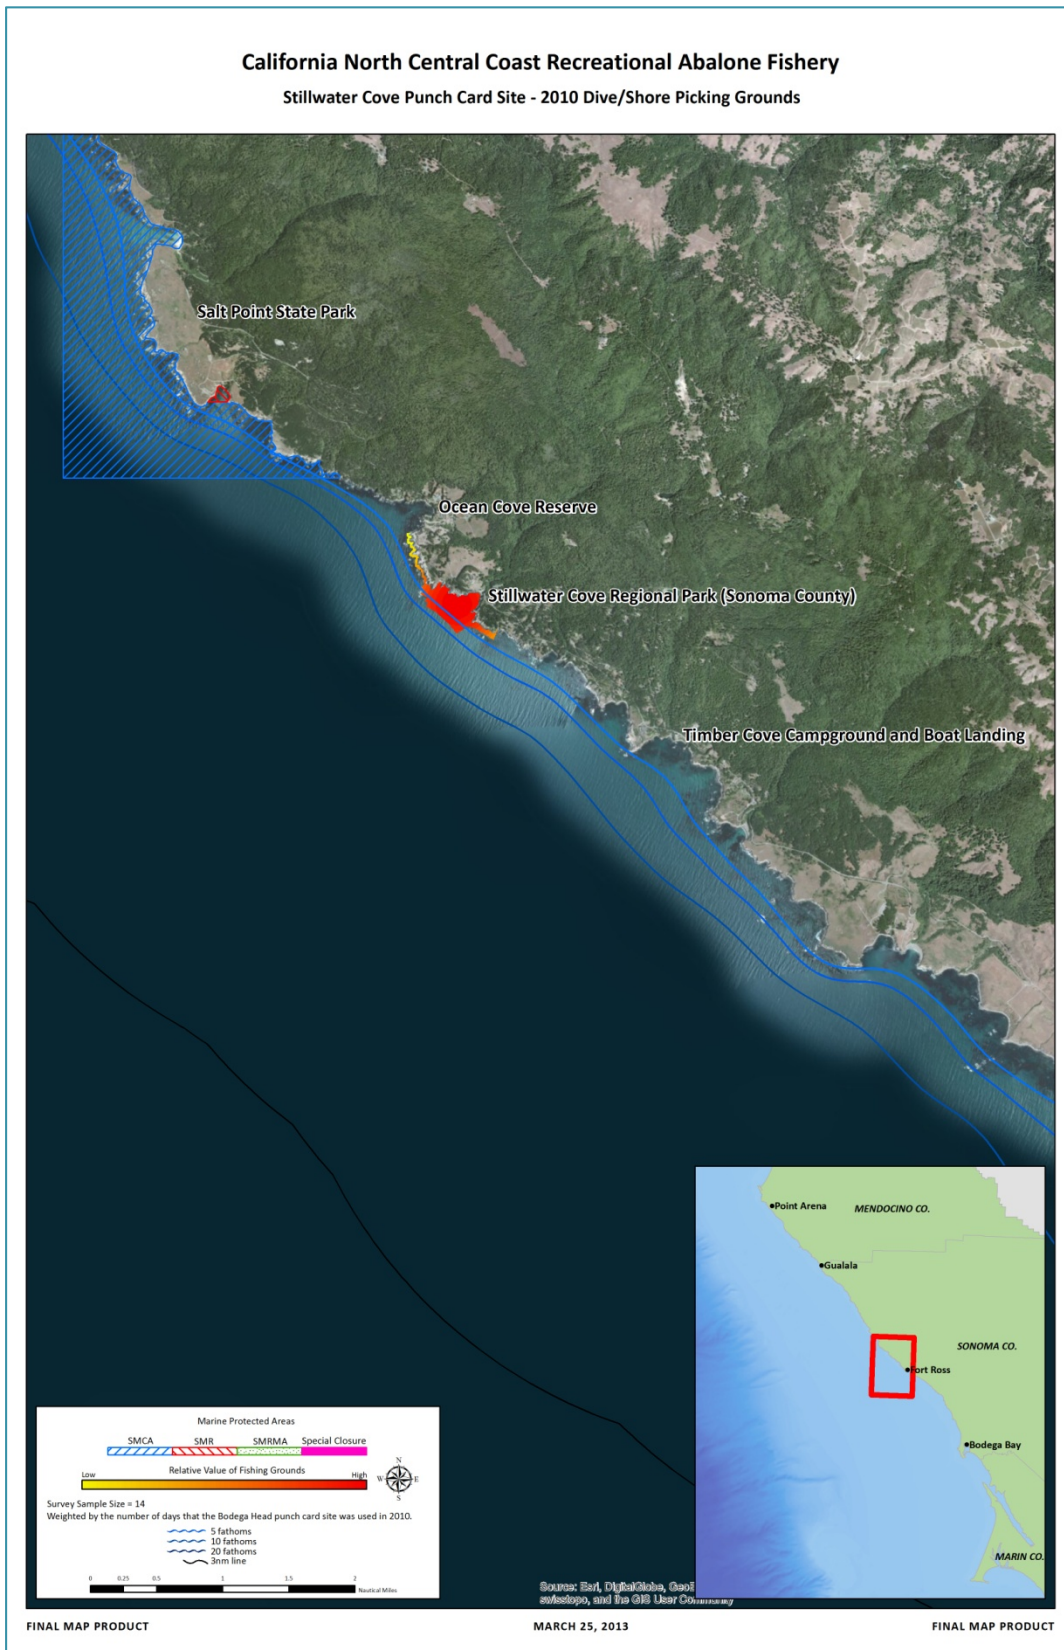 California North Central Coast Recreational Abalone Fishery
Stillwater Cove Punch Card Site - 2010 Dive/Shore Picking Grounds
Salt Point State Park
Ocean Cove Reserve
Stillwater Cove Regional Park (Sonoma County)
Timber Cove Campground and Boat Landing
Point Arena
MENDOCINO CO.
Gualala
SONOMA CO.
Fort Ross
Bodega Bay
MARIN CO.
Marine Protected Areas
SMCA SMR SMRMA Special Closure
Low Relative Value of Fishing Grounds High
N
W E
S
Survey Sample Size = 14
Weighted by the number of days that the Bodega Head punch card site was used in 2010.
5 fathoms
10 fathoms
20 fathoms
3nm line
0 0.25 0.5 1 1.5 2
Nautical Miles
Source: Esri, DigitalGlobe,
swisstopo, and the GIS User Community
FINAL MAP PRODUCT MARCH 25, 2013 FINAL MAP PRODUCT